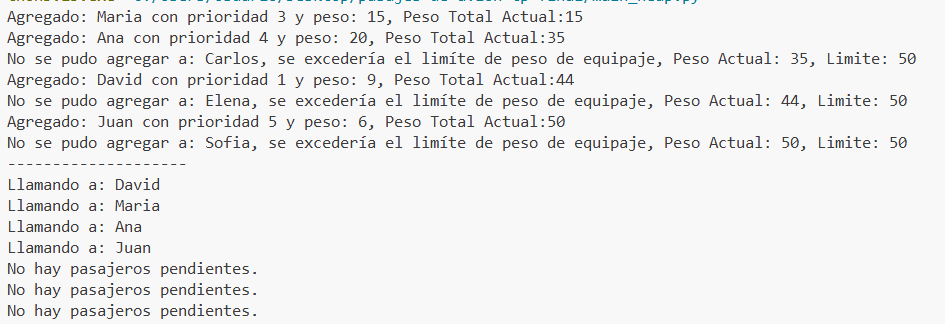 Agregado: Maria con prioridad 3 y peso: 15, Peso Total Actual:15
Agregado: Ana con prioridad 4 y peso: 20, Peso Total Actual:35
No se pudo agregar a: Carlos, se excedería el limíte de peso de equipaje, Peso Actual: 35, Limite: 50
Agregado: David con prioridad 1 y peso: 9, Peso Total Actual:44
No se pudo agregar a: Elena, se excedería el limíte de peso de equipaje, Peso Actual: 44, Limite: 50
Agregado: Juan con prioridad 5 y peso: 6, Peso Total Actual:50
No se pudo agregar a: Sofia, se excedería el limíte de peso de equipaje, Peso Actual: 50, Limite: 50
--------------------
Llamando a: David
Llamando a: Maria
Llamando a: Ana
Llamando a: Juan
No hay pasajeros pendientes.
No hay pasajeros pendientes.
No hay pasajeros pendientes.